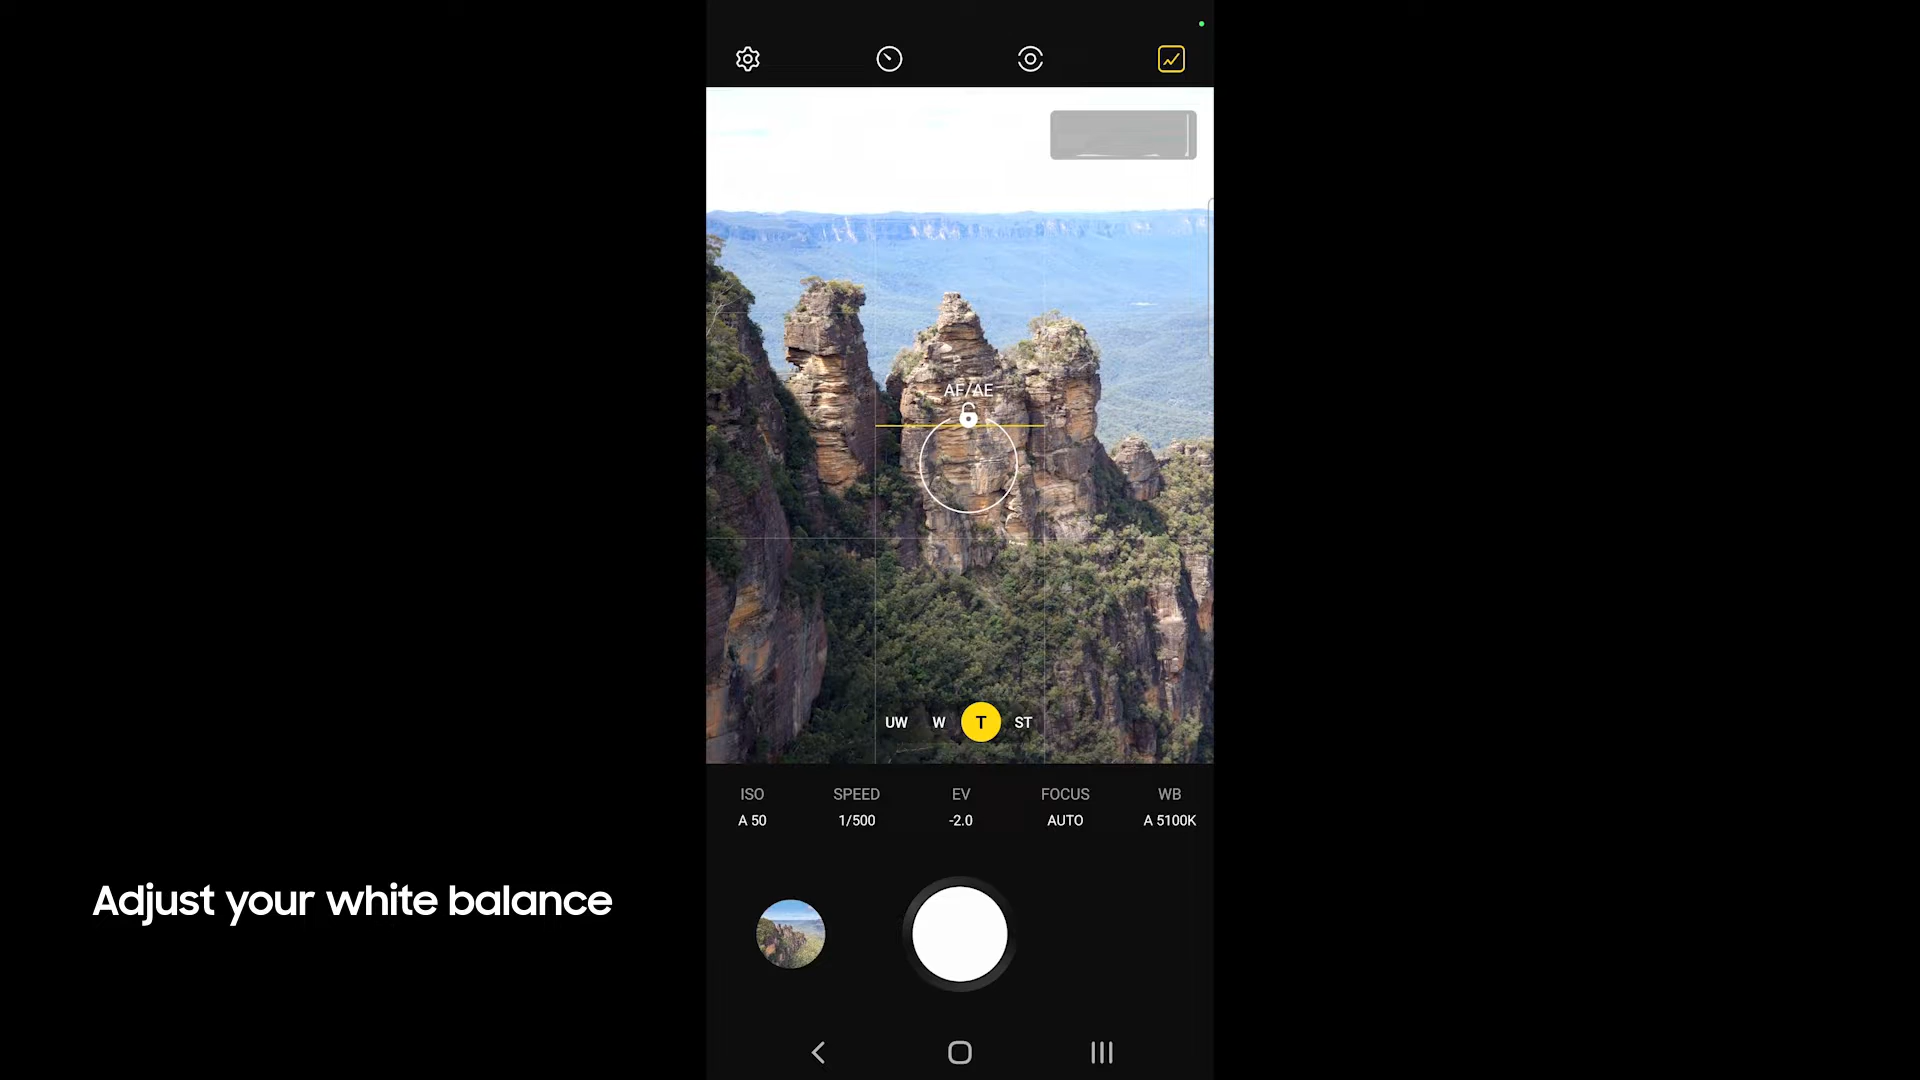 AF/AE
UW W T ST
ISO SPEED EV FOCUS WB
A 50 1/500 -2.0 AUTO A 5100K
Adjust your white balance